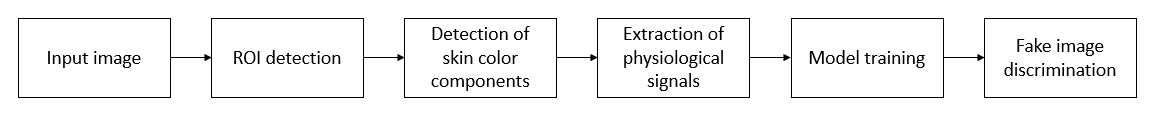 Input image
ROI detection
Detection of
skin color
components
Extraction of
physiological
signals
Model training
Fake image
discrimination